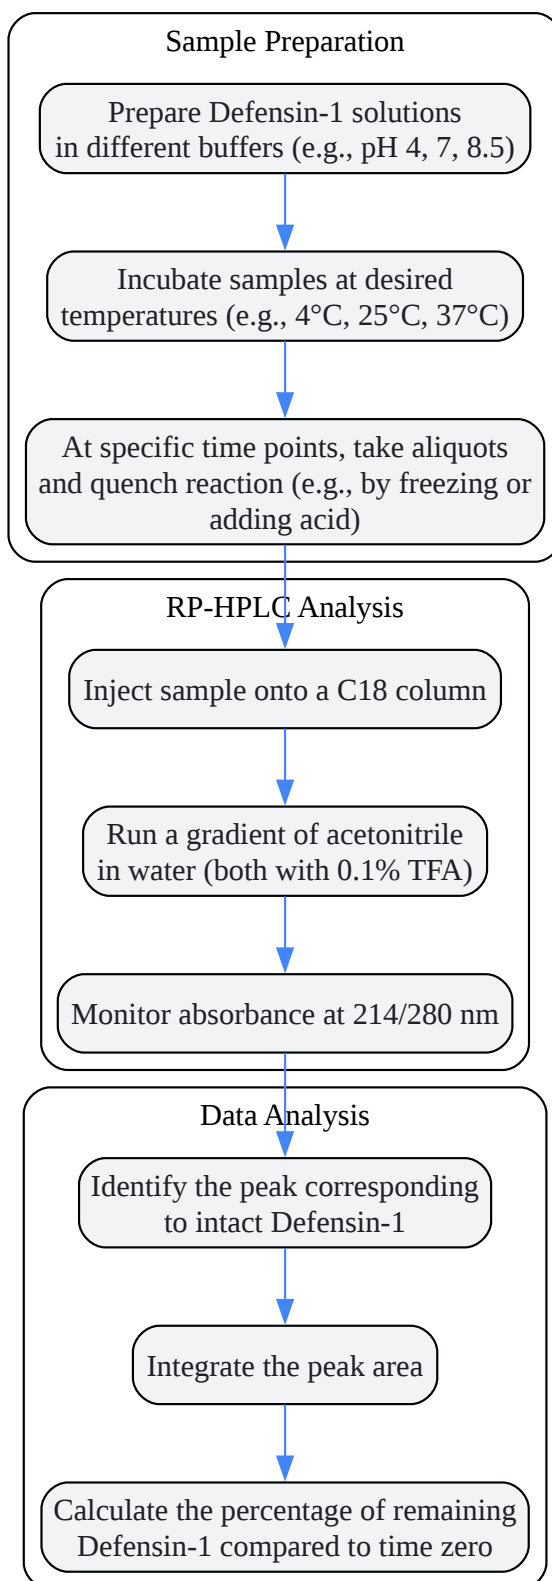 Sample Preparation
Prepare Defensin-1 solutions
in different buffers (e.g., pH 4, 7, 8.5)
Incubate samples at desired
temperatures (e.g., 4°C, 25°C, 37°C)
At specific time points, take aliquots
and quench reaction (e.g., by freezing or
adding acid)
RP-HPLC Analysis
Inject sample onto a C18 column
Run a gradient of acetonitrile
in water (both with 0.1% TFA)
Monitor absorbance at 214/280 nm
Data Analysis
Identify the peak corresponding
to intact Defensin-1
Integrate the peak area
Calculate the percentage of remaining
Defensin-1 compared to time zero